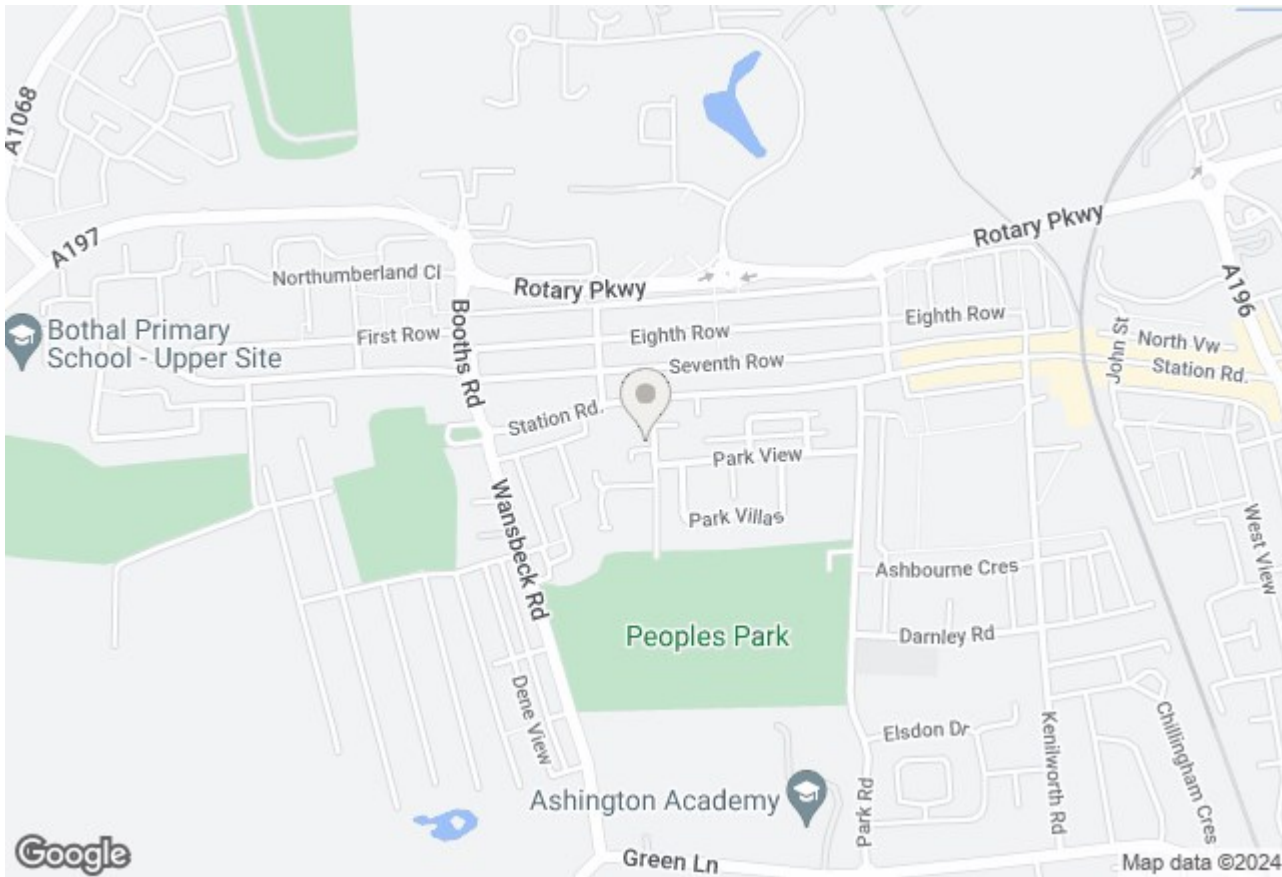 A1068
A197
Northumberland Cl
Rotary Pkwy
Rotary Pkwy
A196
Bothal Primary
School - Upper Site
First Row
Booths Rd
Eighth Row
Eighth Row
Seventh Row
John St
North Vw
Station Rd.
Station Rd.
Park View
Wansbeck Rd
Park Villas
West View
Ashbourne Cres
Peoples Park
Darnley Rd
Dene View
Elsdon Dr
Kenilworth Rd
Chillingham Cres
Ashington Academy
Park Rd
Google
Green Ln
Map data ©2024